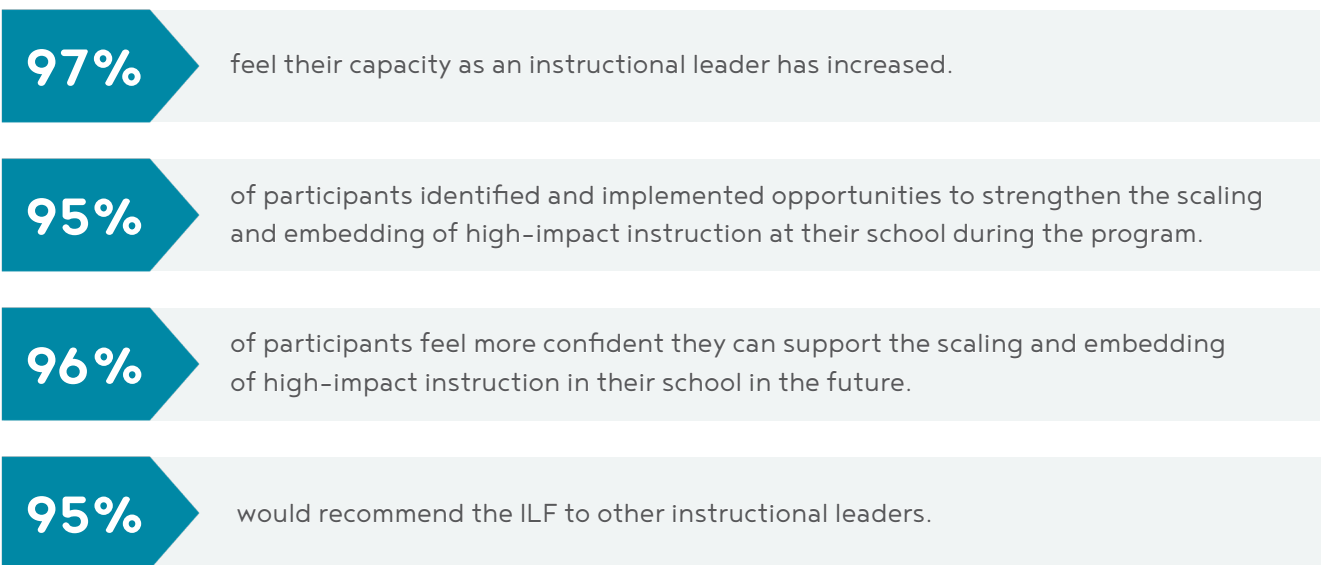 97%
feel their capacity as an instructional leader has increased.
95%
of participants identified and implemented opportunities to strengthen the scaling
and embedding of high-impact instruction at their school during the program.
96%
of participants feel more confident they can support the scaling and embedding
of high-impact instruction in their school in the future.
95%
would recommend the ILF to other instructional leaders.